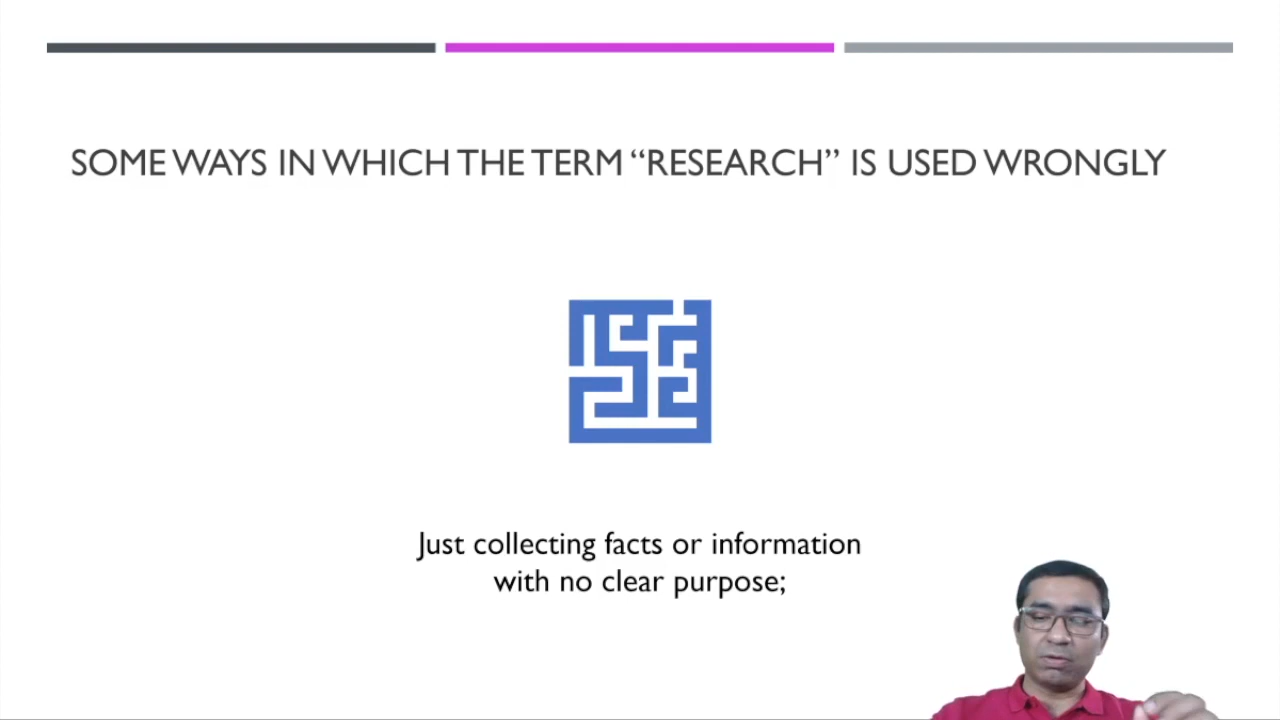 SOME WAYS IN WHICH THE TERM “RESEARCH” IS USED WRONGLY
Just collecting facts or information
with no clear purpose;